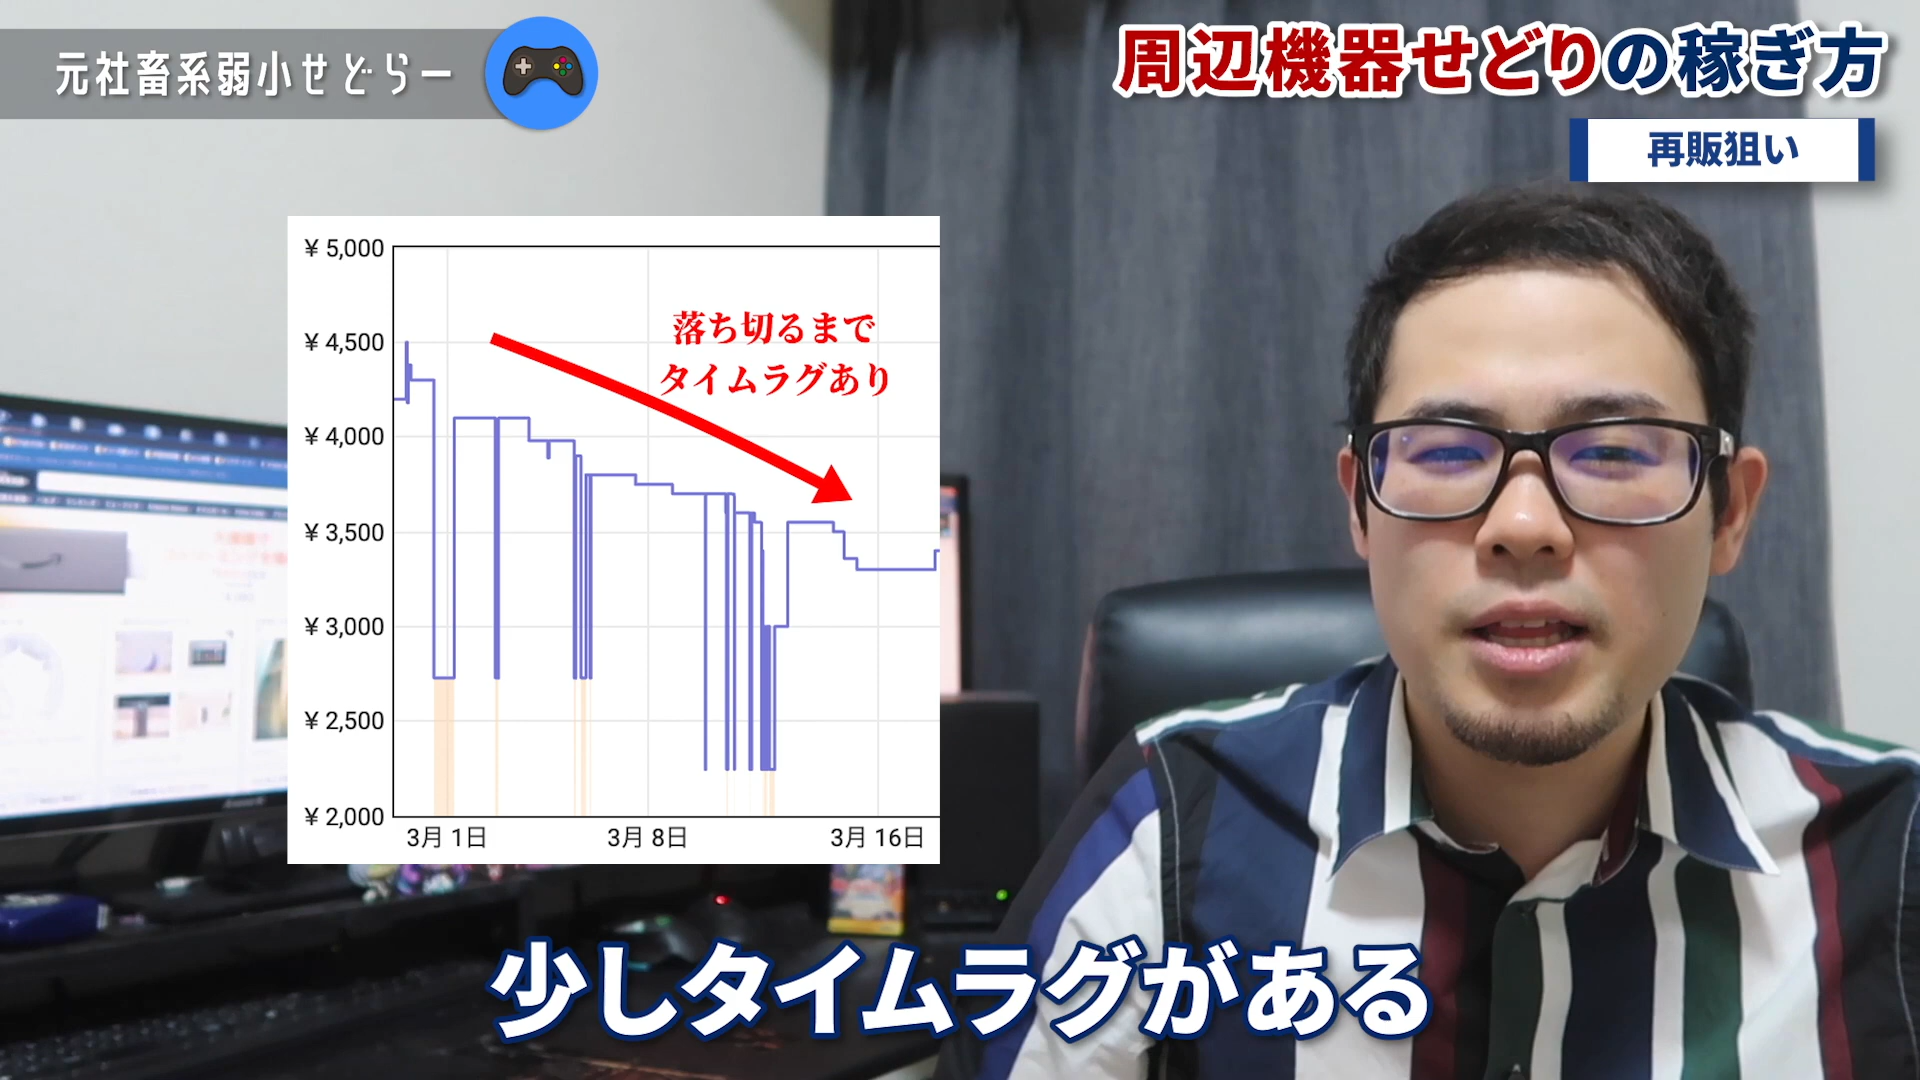 元社畜系弱小せどらー
周辺機器せどりの稼ぎ方
再販狙い
¥ 5,000
¥ 4,500
¥ 4,000
¥ 3,500
¥ 3,000
¥ 2,500
¥ 2,000
落ち切るまで
タイムラグあり
3月 1日
3月 8日
3月 16日
少しタイムラグがある